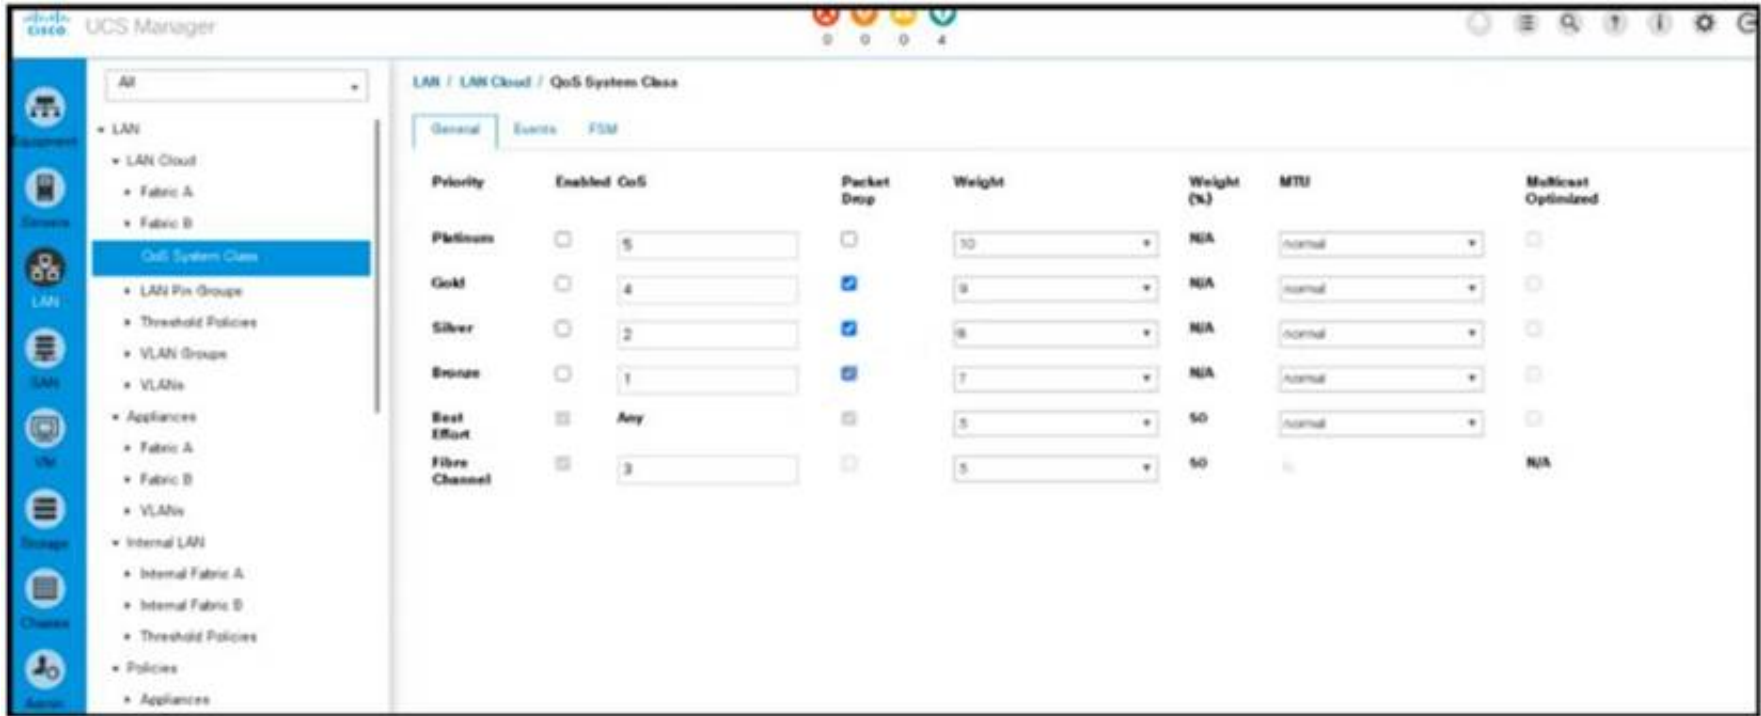 CISCO UCS Manager
0 0 0 4
All
LAN / LAN Cloud / QoS System Class
General Events FSM
Equipment
Servers
LAN
SAN
VM
Storage
Chassis
Admin
LAN
LAN Cloud
Fabric A
Fabric B
QoS System Class
LAN Pin Groups
Threshold Policies
VLAN Groups
VLANs
Appliances
Fabric A
Fabric B
VLANs
Internal LAN
Internal Fabric A
Internal Fabric B
Threshold Policies
Policies
Appliances
Priority Enabled CoS Packet Drop Weight Weight (%) MTU Multicast Optimized
Platinum 5 10 N/A normal
Gold 4 9 N/A normal
Silver 2 8 N/A normal
Bronze 1 7 N/A normal
Best Effort Any 5 50 normal
Fibre Channel 3 5 50 N/A